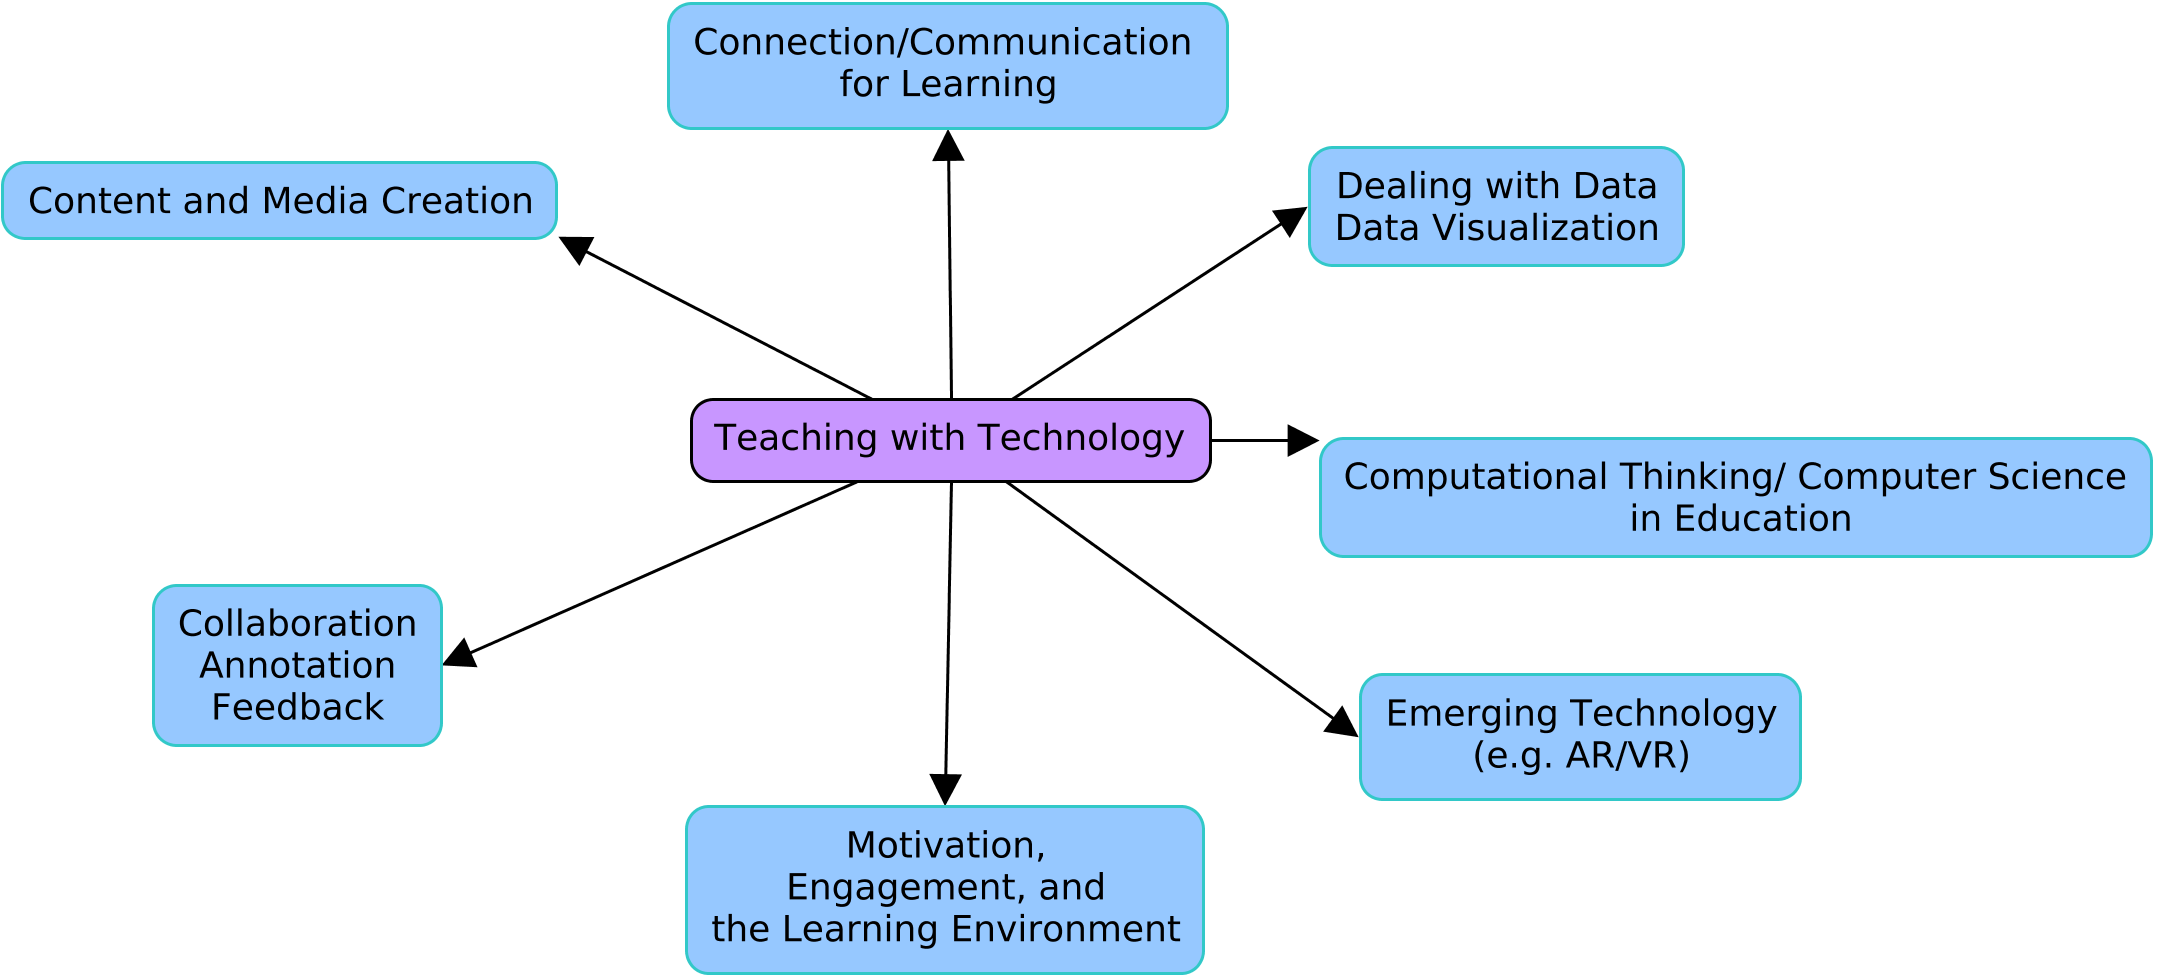 Connection/Communication
for Learning
Content and Media Creation
Dealing with Data
Data Visualization
Teaching with Technology
Computational Thinking/ Computer Science
in Education
Collaboration
Annotation
Feedback
Emerging Technology
(e.g. AR/VR)
Motivation,
Engagement, and
the Learning Environment